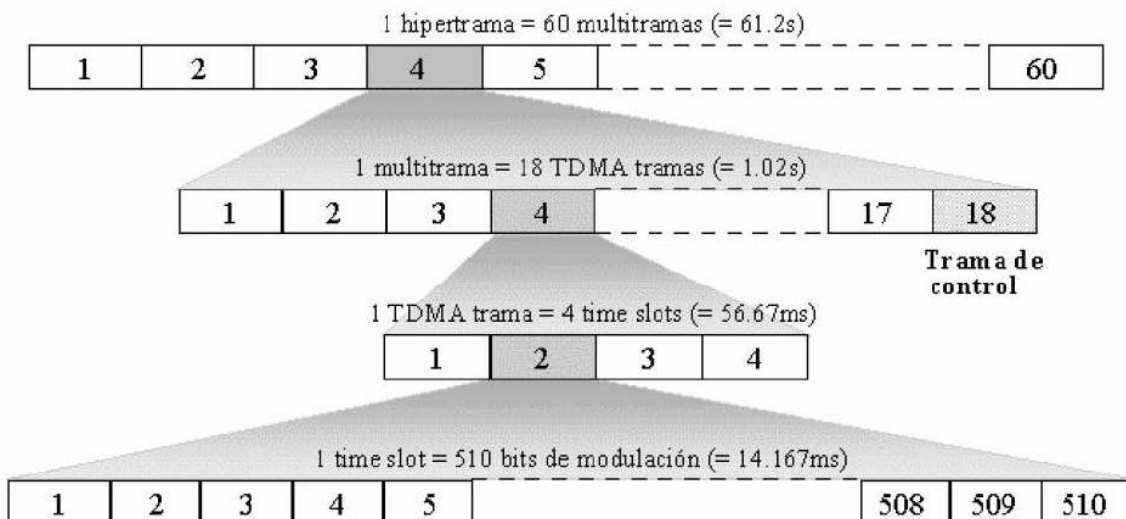 1 hipertrama = 60 multitramas (= 61.2s)
1 2 3 4 5 60
1 multitrama = 18 TDMA tramas (= 1.02s)
1 2 3 4 17 18
Trama de
control
1 TDMA trama = 4 time slots (= 56.67ms)
1 2 3 4
1 time slot = 510 bits de modulación (= 14.167ms)
1 2 3 4 5 508 509 510